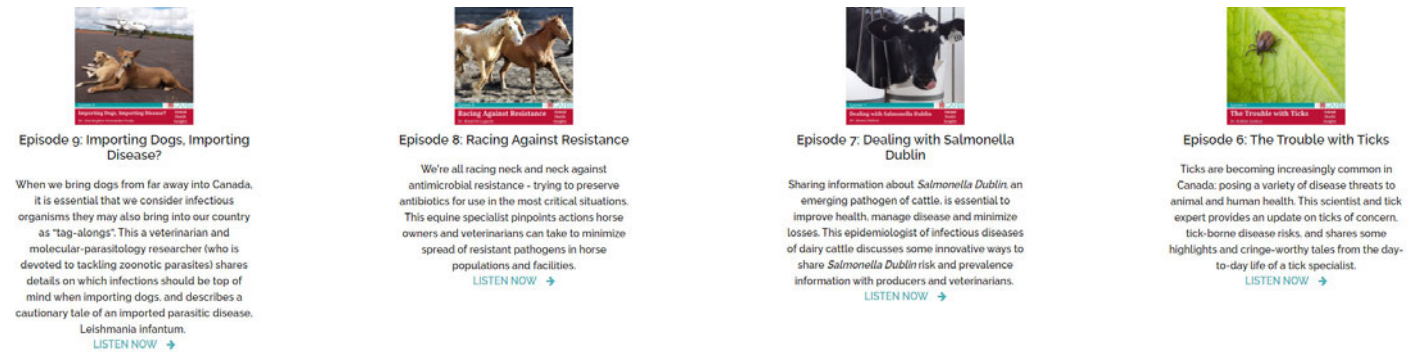 Importing Dogs, Importing Disease?
Episode 9: Importing Dogs, Importing
Disease?
When we bring dogs from far away into Canada,
it is essential that we consider infectious
organisms they may also bring into our country
as "tag-alongs". This a veterinarian and
molecular-parasitology researcher (who is
devoted to tackling zoonotic parasites) shares
details on which infections should be top of
mind when importing dogs, and describes a
cautionary tale of an imported parasitic disease,
Leishmania infantum.
LISTEN NOW →
Racing Against Resistance
Episode 8: Racing Against Resistance
We're all racing neck and neck against
antimicrobial resistance - trying to preserve
antibiotics for use in the most critical situations.
This equine specialist pinpoints actions horse
owners and veterinarians can take to minimize
spread of resistant pathogens in horse
populations and facilities.
LISTEN NOW →
Dealing with Salmonella Dublin
Episode 7: Dealing with Salmonella
Dublin
Sharing information about Salmonella Dublin, an
emerging pathogen of cattle, is essential to
improve health, manage disease and minimize
losses. This epidemiologist of infectious diseases
of dairy cattle discusses some innovative ways to
share Salmonella Dublin risk and prevalence
information with producers and veterinarians.
LISTEN NOW →
The Trouble with Ticks
Episode 6: The Trouble with Ticks
Ticks are becoming increasingly common in
Canada; posing a variety of disease threats to
animal and human health. This scientist and tick
expert provides an update on ticks of concern,
tick-borne disease risks, and shares some
highlights and cringe-worthy tales from the day-
to-day life of a tick specialist.
LISTEN NOW →